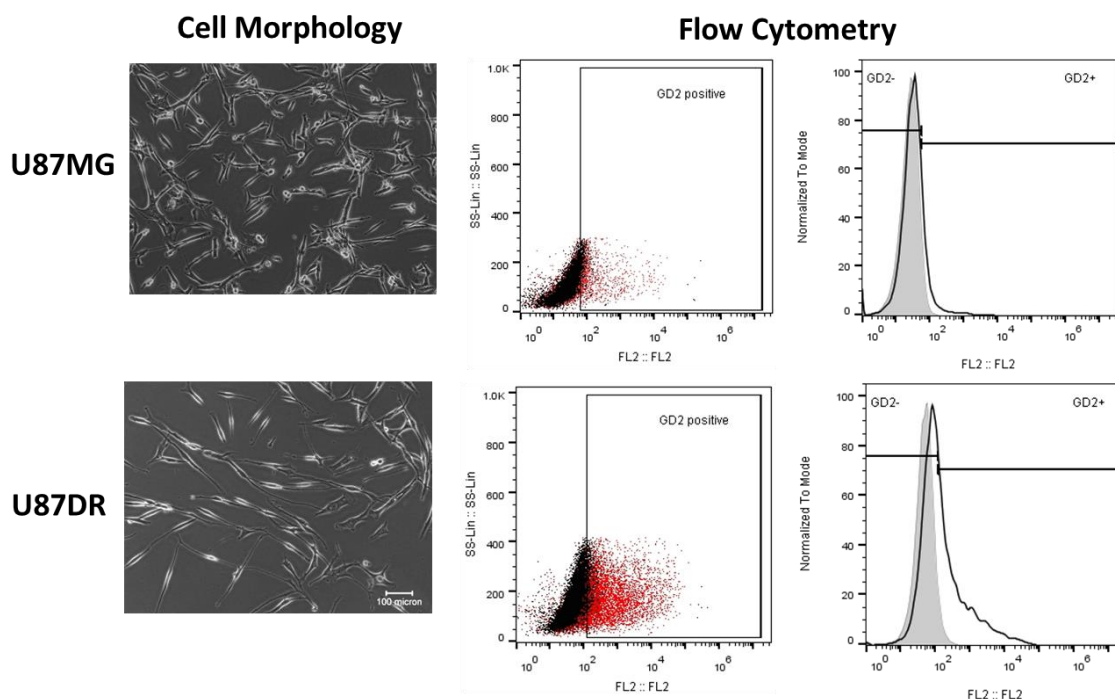 Cell Morphology
Flow Cytometry
U87MG
1.0K
800
600
400
200
0
SS-Lin :: SS-Lin
GD2 positive
10^0 10^2 10^4 10^6
FL2 :: FL2
100
80
60
40
20
0
Normalized To Mode
GD2- GD2+
10^0 10^2 10^4 10^6
FL2 :: FL2
U87DR
100 micron
1.0K
800
600
400
200
0
SS-Lin :: SS-Lin
GD2 positive
10^0 10^2 10^4 10^6
FL2 :: FL2
100
80
60
40
20
0
Normalized To Mode
GD2- GD2+
10^0 10^2 10^4 10^6
FL2 :: FL2